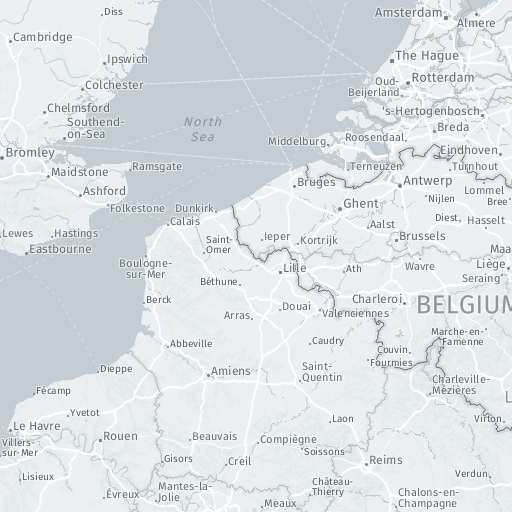 Diss
Amsterdam
Almere
Cambridge
Ipswich
The Hague
Rotterdam
Colchester
Oud-
Beijerland
Chelmsford
's-Hertogenbosch
Southend-
on-Sea
North
Sea
Breda
Middelburg
Roosendaal
Eindhoven
Bromley
Maidstone
Ramsgate
Terneuzen
Turnhout
Ashford
Bruges
Antwerp
Lommel
Nijlen
Bree
Folkestone
Dunkirk
Ghent
Calais
Aalst
Diest
Hasselt
Lewes
Hastings
Eastbourne
Saint-
Omer
Ieper
Kortrijk
Brussels
Maa
Boulogne-
sur-Mer
Lille
Ath
Wavre
Liège
Seraing
Béthune
Berck
Douai
Charleroi
BELGIUM
Arras
Valenciennes
Marche-en-
Famenne
Abbeville
Caudry
Couvin
Fourmies
Dieppe
Amiens
Saint-
Quentin
Charleville-
Mézières
Fécamp
L
Yvetot
Laon
Virton
Le Havre
Villers-
sur-Mer
Rouen
Beauvais
Compiègne
Soissons
Gisors
Creil
Reims
Lisieux
Verdun
Évreux
Mantes-la-
Jolie
Château-
Thierry
Meaux
Chalons-en-
Champagne